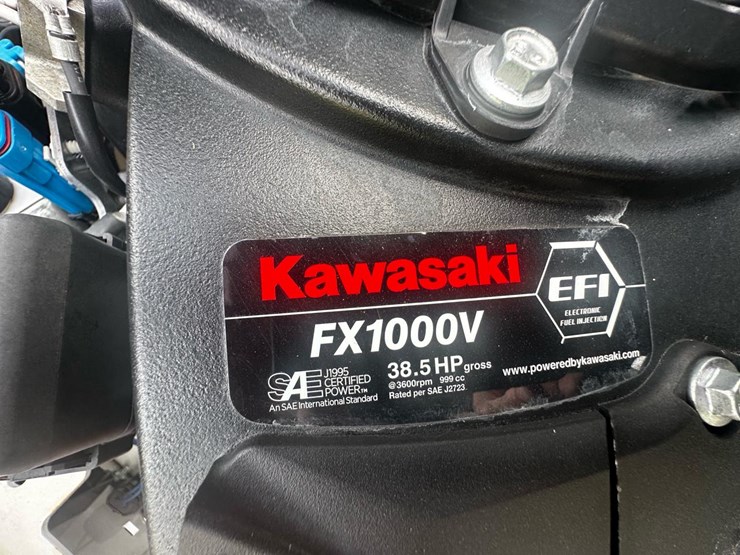 Kawasaki
EFI
ELECTRONIC
FUEL INJECTION
FX1000V
SAE J1995
CERTIFIED
POWER™
An SAE International Standard
38.5 HP gross
@3600rpm 999 cc
Rated per SAE J2723
www.poweredbykawasaki.com